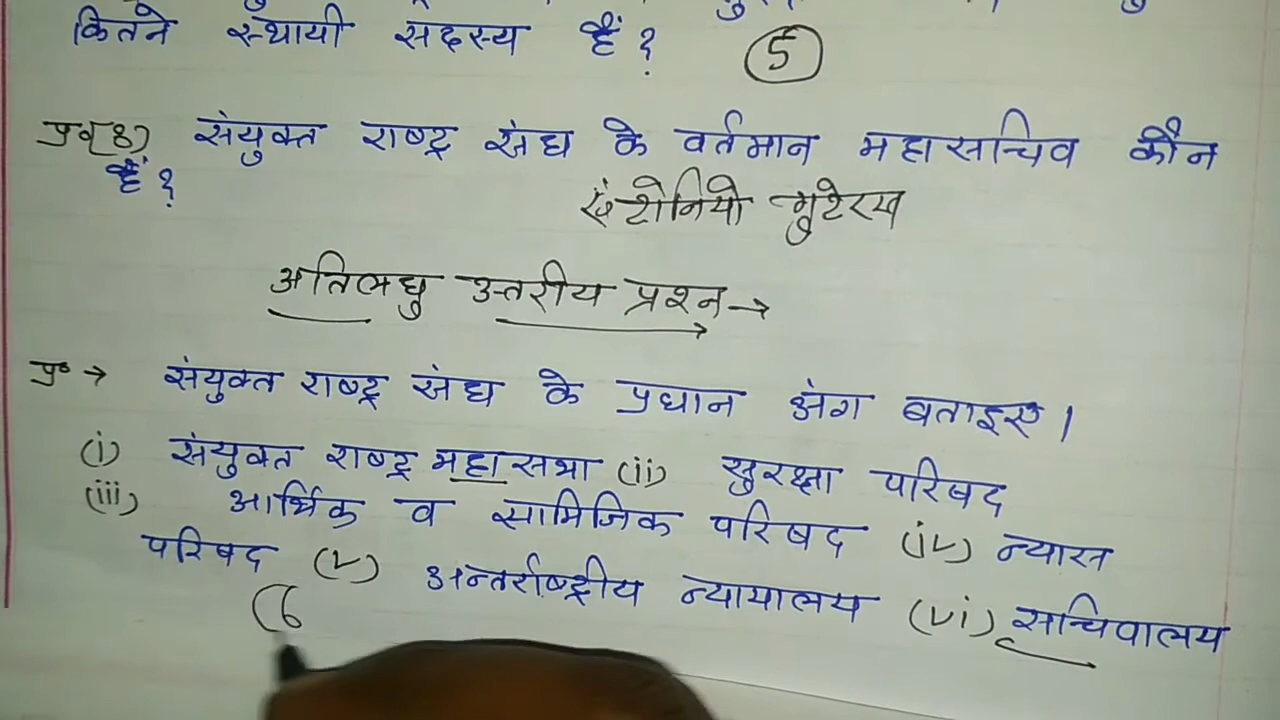 कितने स्थायी सदस्य हैं? 5
प्र(8) संयुक्त राष्ट्र संघ के वर्तमान महासचिव कौन
हैं?
एंटोनियो गुटेरस
अतिलघु उत्तरीय प्रश्न→
प्र॰→ संयुक्त राष्ट्र संघ के प्रधान अंग बताइए।
(i) संयुक्त राष्ट्र महासभा (ii) सुरक्षा परिषद
(iii) आर्थिक व सामिजिक परिषद (iv) न्यास
परिषद (v) अन्तर्राष्ट्रीय न्यायालय (vi) सचिवालय
(6